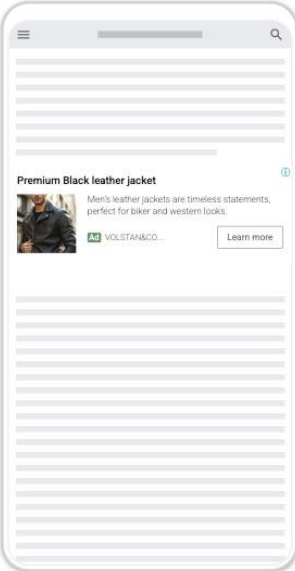 Premium Black leather jacket
Men's leather jackets are timeless statements,
perfect for biker and western looks.
Ad VOLSTAN&CO....
Learn more